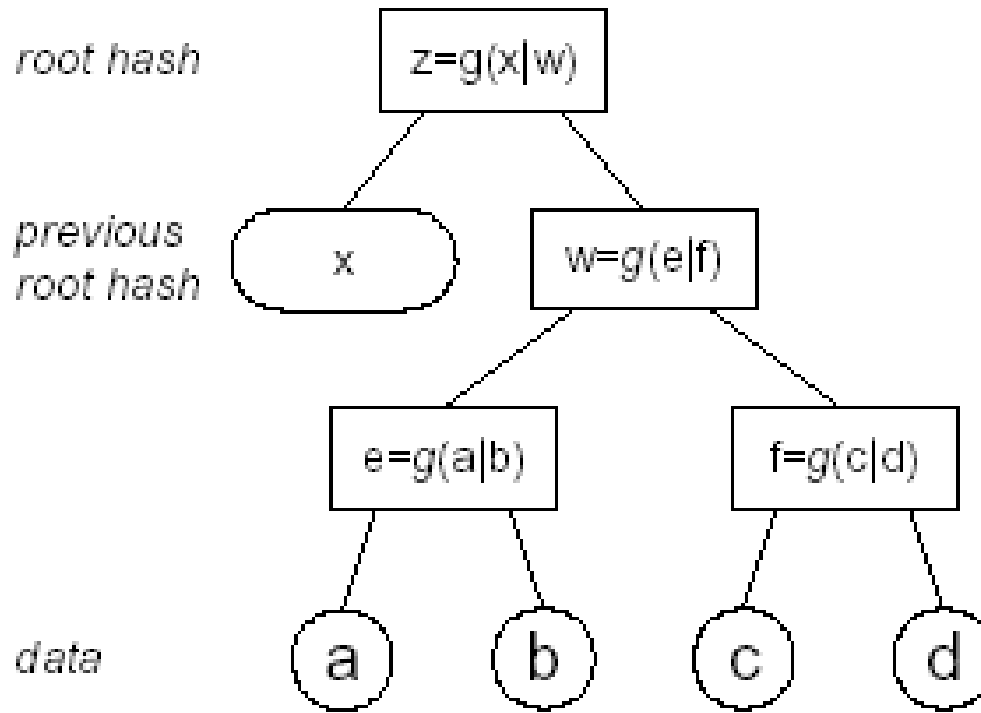 root hash
z=g(x|w)
previous
root hash
x
w=g(e|f)
e=g(a|b)
f=g(c|d)
data
a
b
c
d